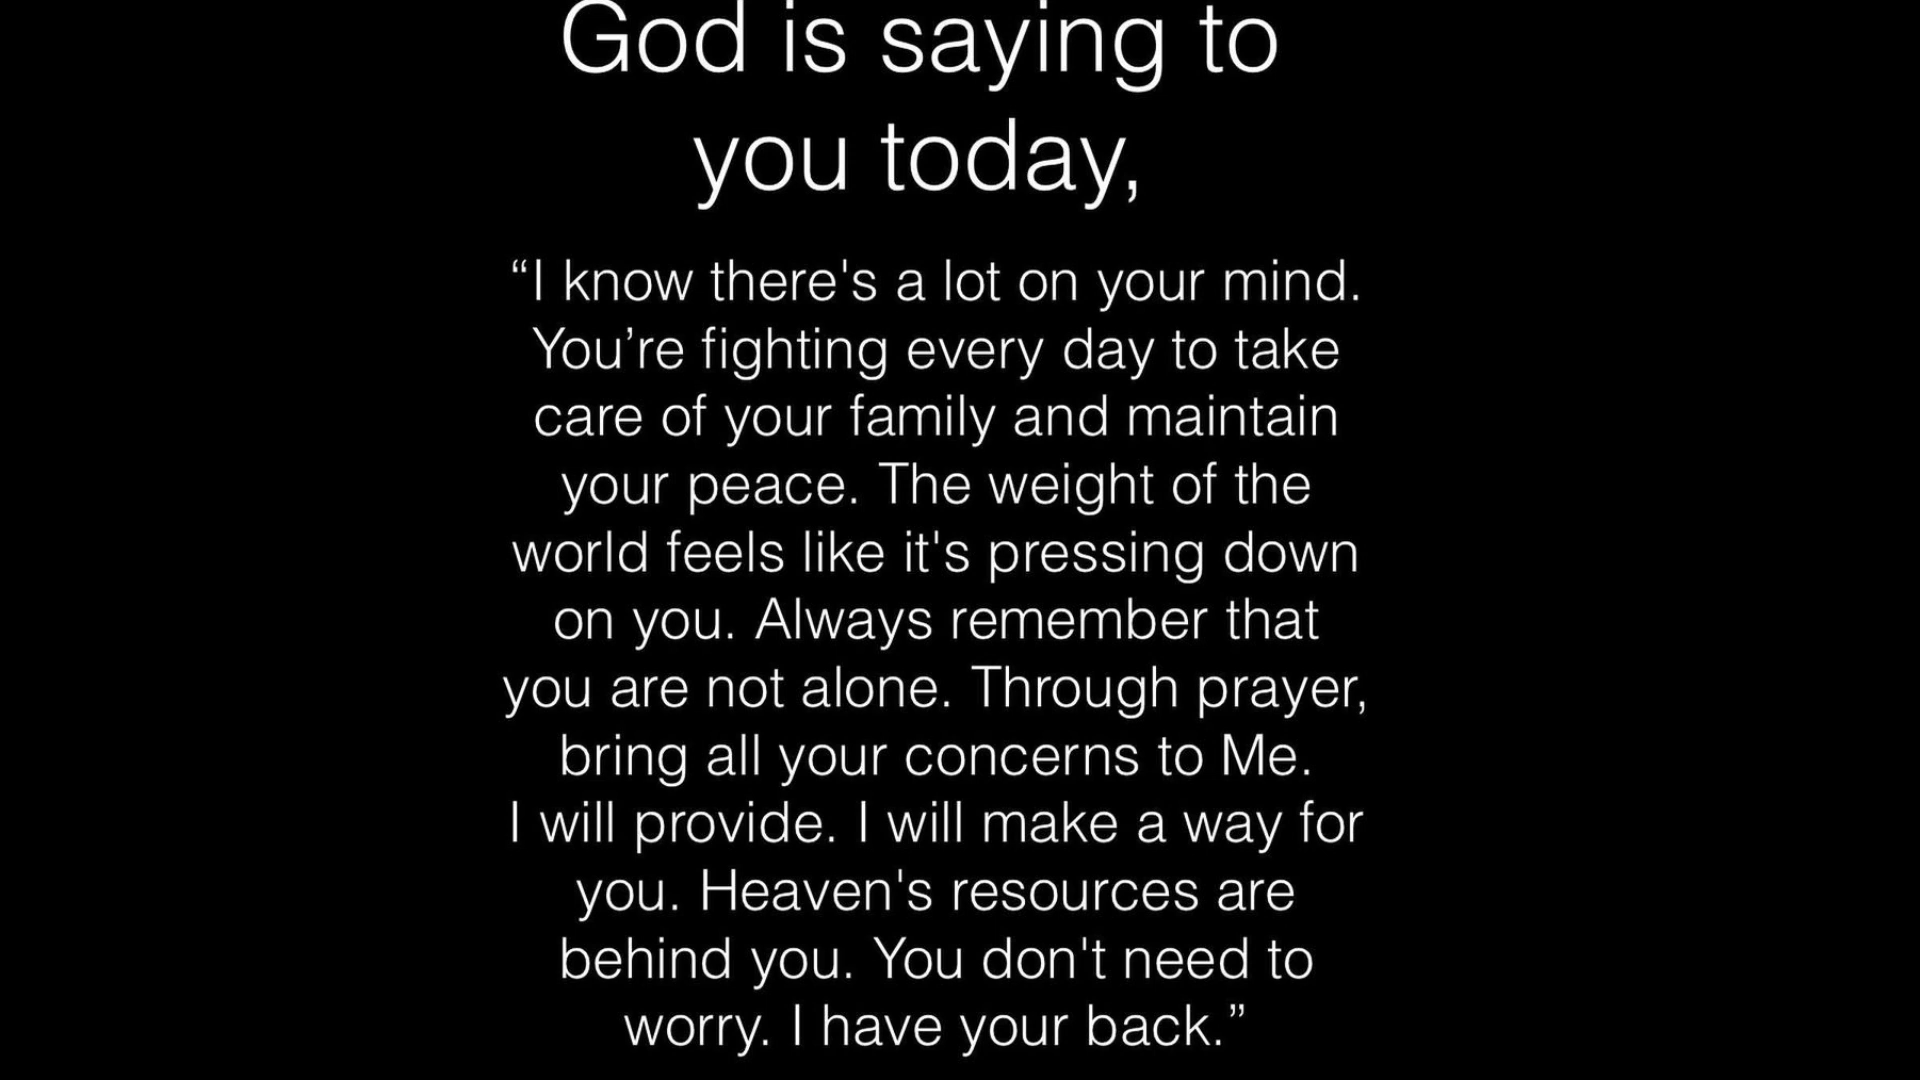 God is saying to
you today,
“I know there's a lot on your mind.
You’re fighting every day to take
care of your family and maintain
your peace. The weight of the
world feels like it's pressing down
on you. Always remember that
you are not alone. Through prayer,
bring all your concerns to Me.
I will provide. I will make a way for
you. Heaven's resources are
behind you. You don't need to
worry. I have your back.”